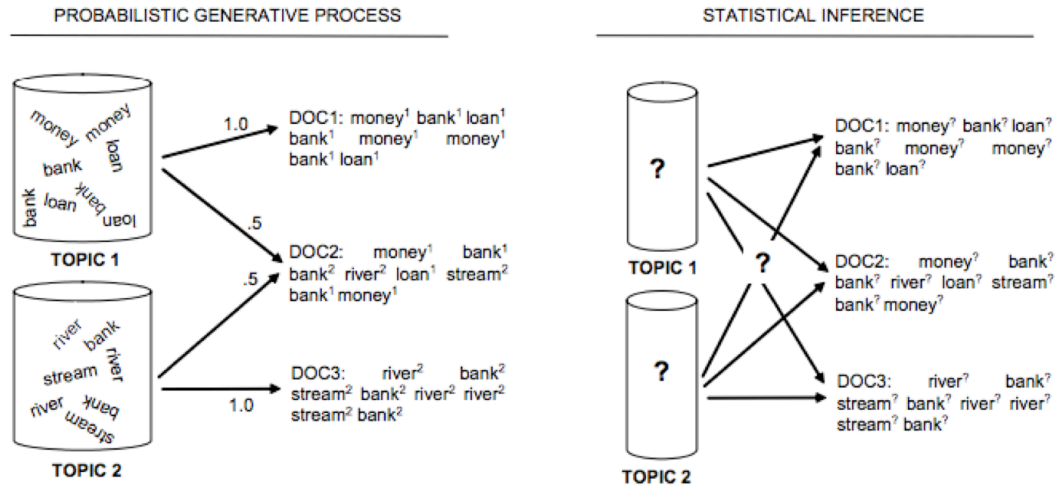 PROBABILISTIC GENERATIVE PROCESS
money
money
loan
bank
bank
loan
bank
loan
TOPIC 1
river
bank
river
stream
river
bank
stream
TOPIC 2
1.0
.5
.5
1.0
DOC1: money¹ bank¹ loan¹
bank¹ money¹ money¹
bank¹ loan¹
DOC2: money¹ bank¹
bank² river² loan¹ stream²
bank¹ money¹
DOC3: river² bank²
stream² bank² river² river²
stream² bank²
STATISTICAL INFERENCE
?
TOPIC 1
?
TOPIC 2
?
DOC1: money? bank? loan?
bank? money? money?
bank? loan?
DOC2: money? bank?
bank? river? loan? stream?
bank? money?
DOC3: river? bank?
stream? bank? river? river?
stream? bank?